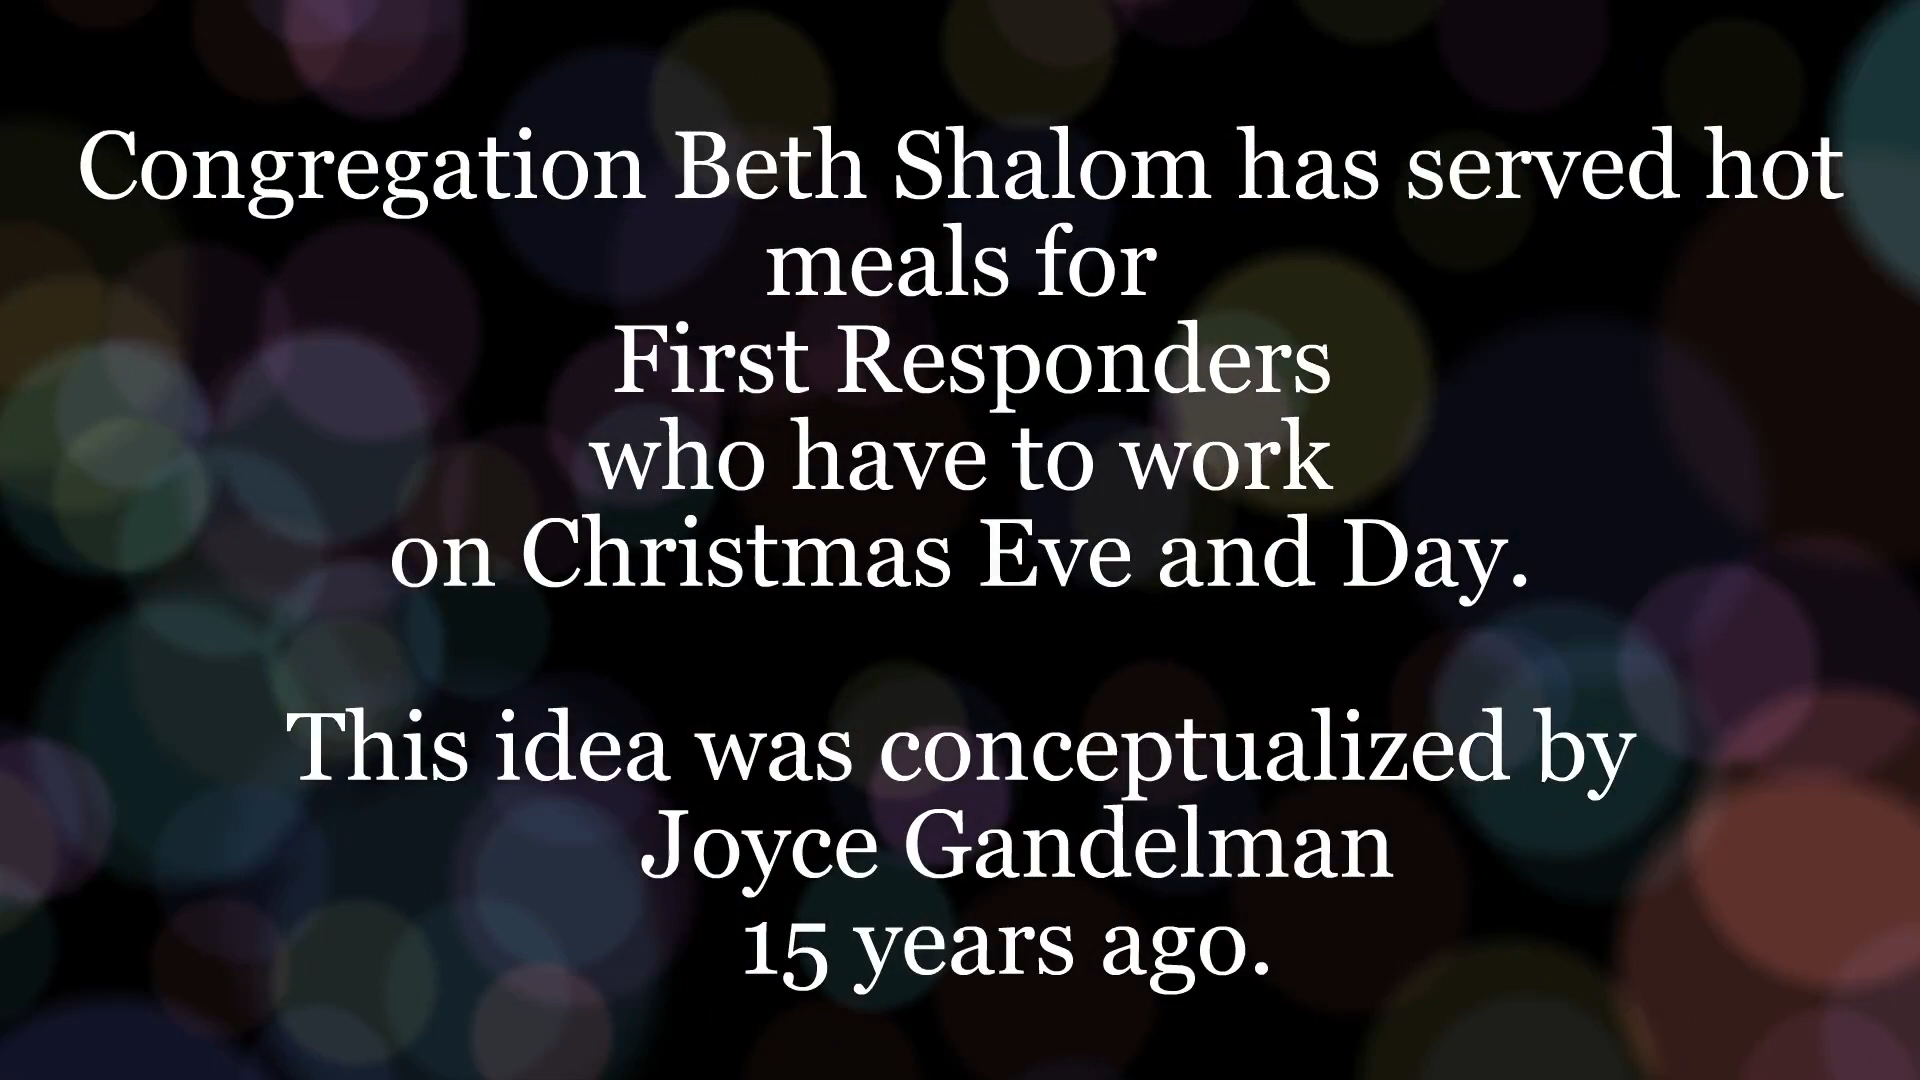 Congregation Beth Shalom has served hot
meals for
First Responders
who have to work
on Christmas Eve and Day.
This idea was conceptualized by
Joyce Gandelman
15 years ago.